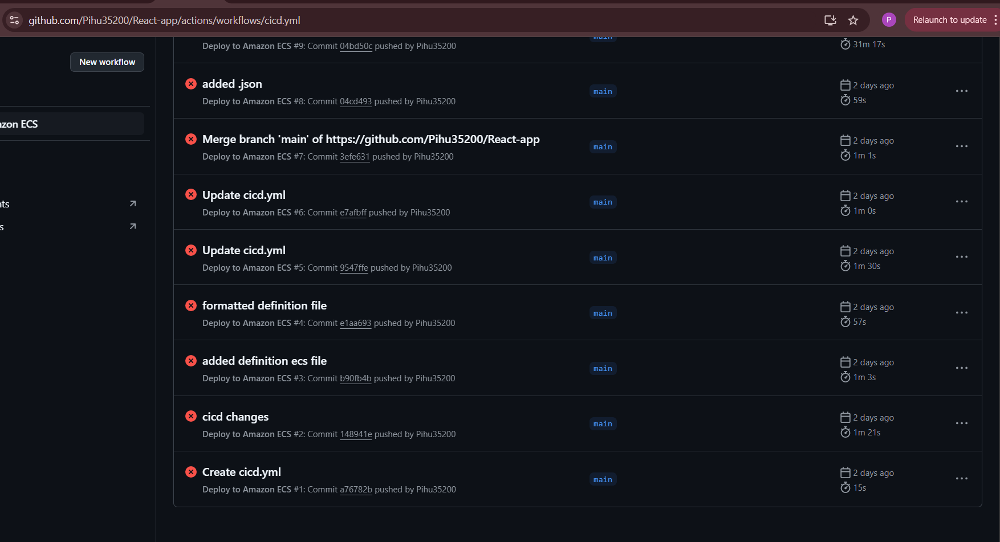 github.com/Pihu35200/React-app/actions/workflows/cicd.yml
P
Relaunch to update
New workflow
zon ECS
ts
s
main
Deploy to Amazon ECS #9: Commit 04bd50c pushed by Pihu35200
31m 17s
added .json
Deploy to Amazon ECS #8: Commit 04cd493 pushed by Pihu35200
main
2 days ago
59s
Merge branch 'main' of https://github.com/Pihu35200/React-app
Deploy to Amazon ECS #7: Commit 3efe631 pushed by Pihu35200
main
2 days ago
1m 1s
Update cicd.yml
Deploy to Amazon ECS #6: Commit e7afbff pushed by Pihu35200
main
2 days ago
1m 0s
Update cicd.yml
Deploy to Amazon ECS #5: Commit 9547ffe pushed by Pihu35200
main
2 days ago
1m 30s
formatted definition file
Deploy to Amazon ECS #4: Commit e1aa693 pushed by Pihu35200
main
2 days ago
57s
added definition ecs file
Deploy to Amazon ECS #3: Commit b90fb4b pushed by Pihu35200
main
2 days ago
1m 3s
cicd changes
Deploy to Amazon ECS #2: Commit 148941e pushed by Pihu35200
main
2 days ago
1m 21s
Create cicd.yml
Deploy to Amazon ECS #1: Commit a76782b pushed by Pihu35200
main
2 days ago
15s